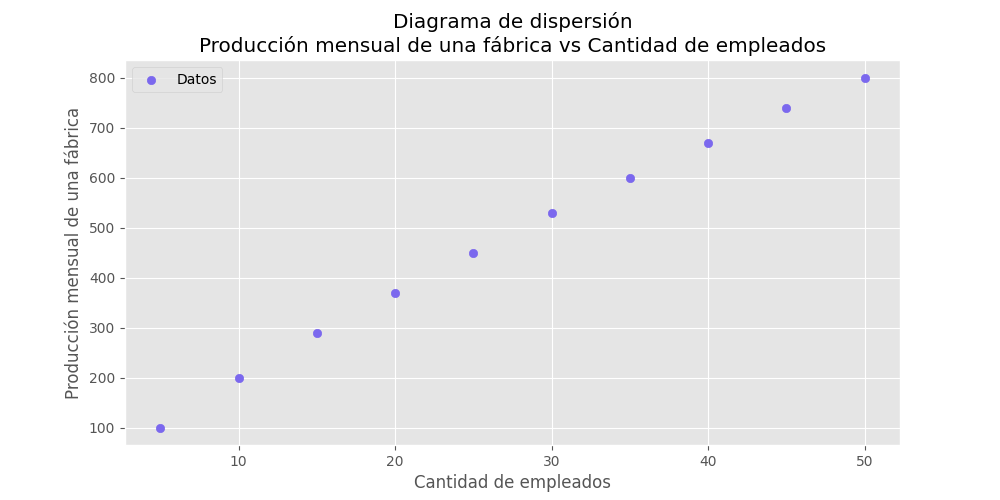 Diagrama de dispersión
Producción mensual de una fábrica vs Cantidad de empleados
Datos
800
700
600
500
400
300
200
100
Producción mensual de una fábrica
10 20 30 40 50
Cantidad de empleados